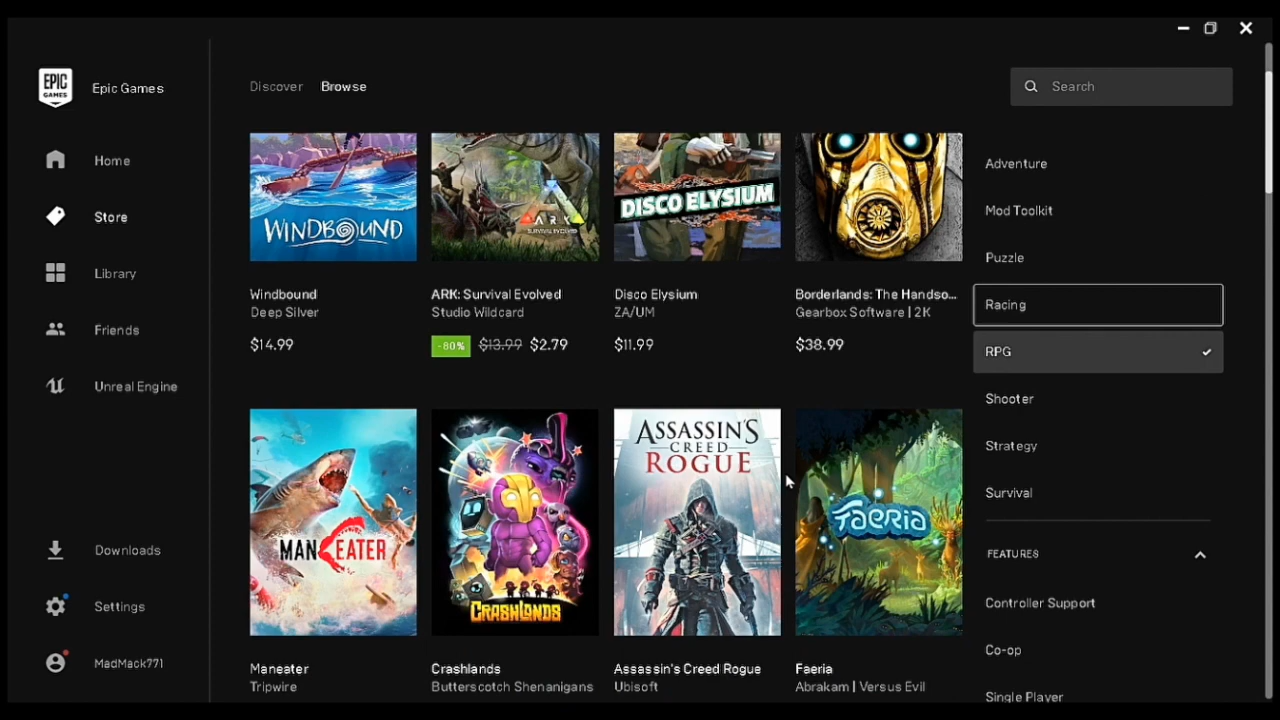 EPIC
GAMES
Epic Games
Home
Store
Library
Friends
Unreal Engine
Downloads
Settings
MadMack771
Discover
Browse
Search
WINDBOUND
ARK
SURVIVAL EVOLVED
DISCO ELYSIUM
Windbound
Deep Silver
$14.99
ARK: Survival Evolved
Studio Wildcard
-80% $13.99 $2.79
Disco Elysium
ZA/UM
$11.99
Borderlands: The Handso...
Gearbox Software | 2K
$38.99
MANEATER
CRASHLANDS
ASSASSIN'S
CREED
ROGUE
FAERIA
Maneater
Tripwire
Crashlands
Butterscotch Shenanigans
Assassin's Creed Rogue
Ubisoft
Faeria
Abrakam | Versus Evil
Adventure
Mod Toolkit
Puzzle
Racing
RPG
Shooter
Strategy
Survival
FEATURES
Controller Support
Co-op
Single Player